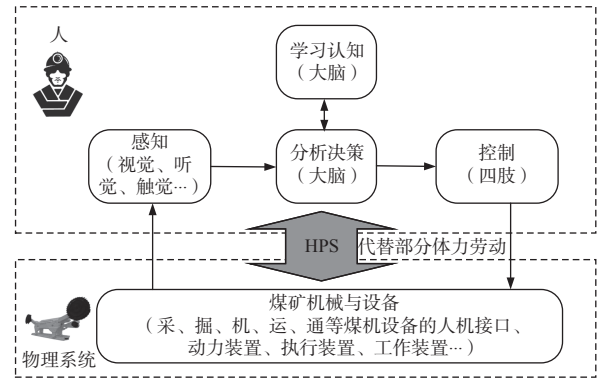 人
学习认知
（大脑）
感知
（视觉、听
觉、触觉…）
分析决策
（大脑）
控制
（四肢）
HPS
代替部分体力劳动
煤矿机械与设备
（采、掘、机、运、通等煤机设备的人机接口、
动力装置、执行装置、工作装置…）
物理系统